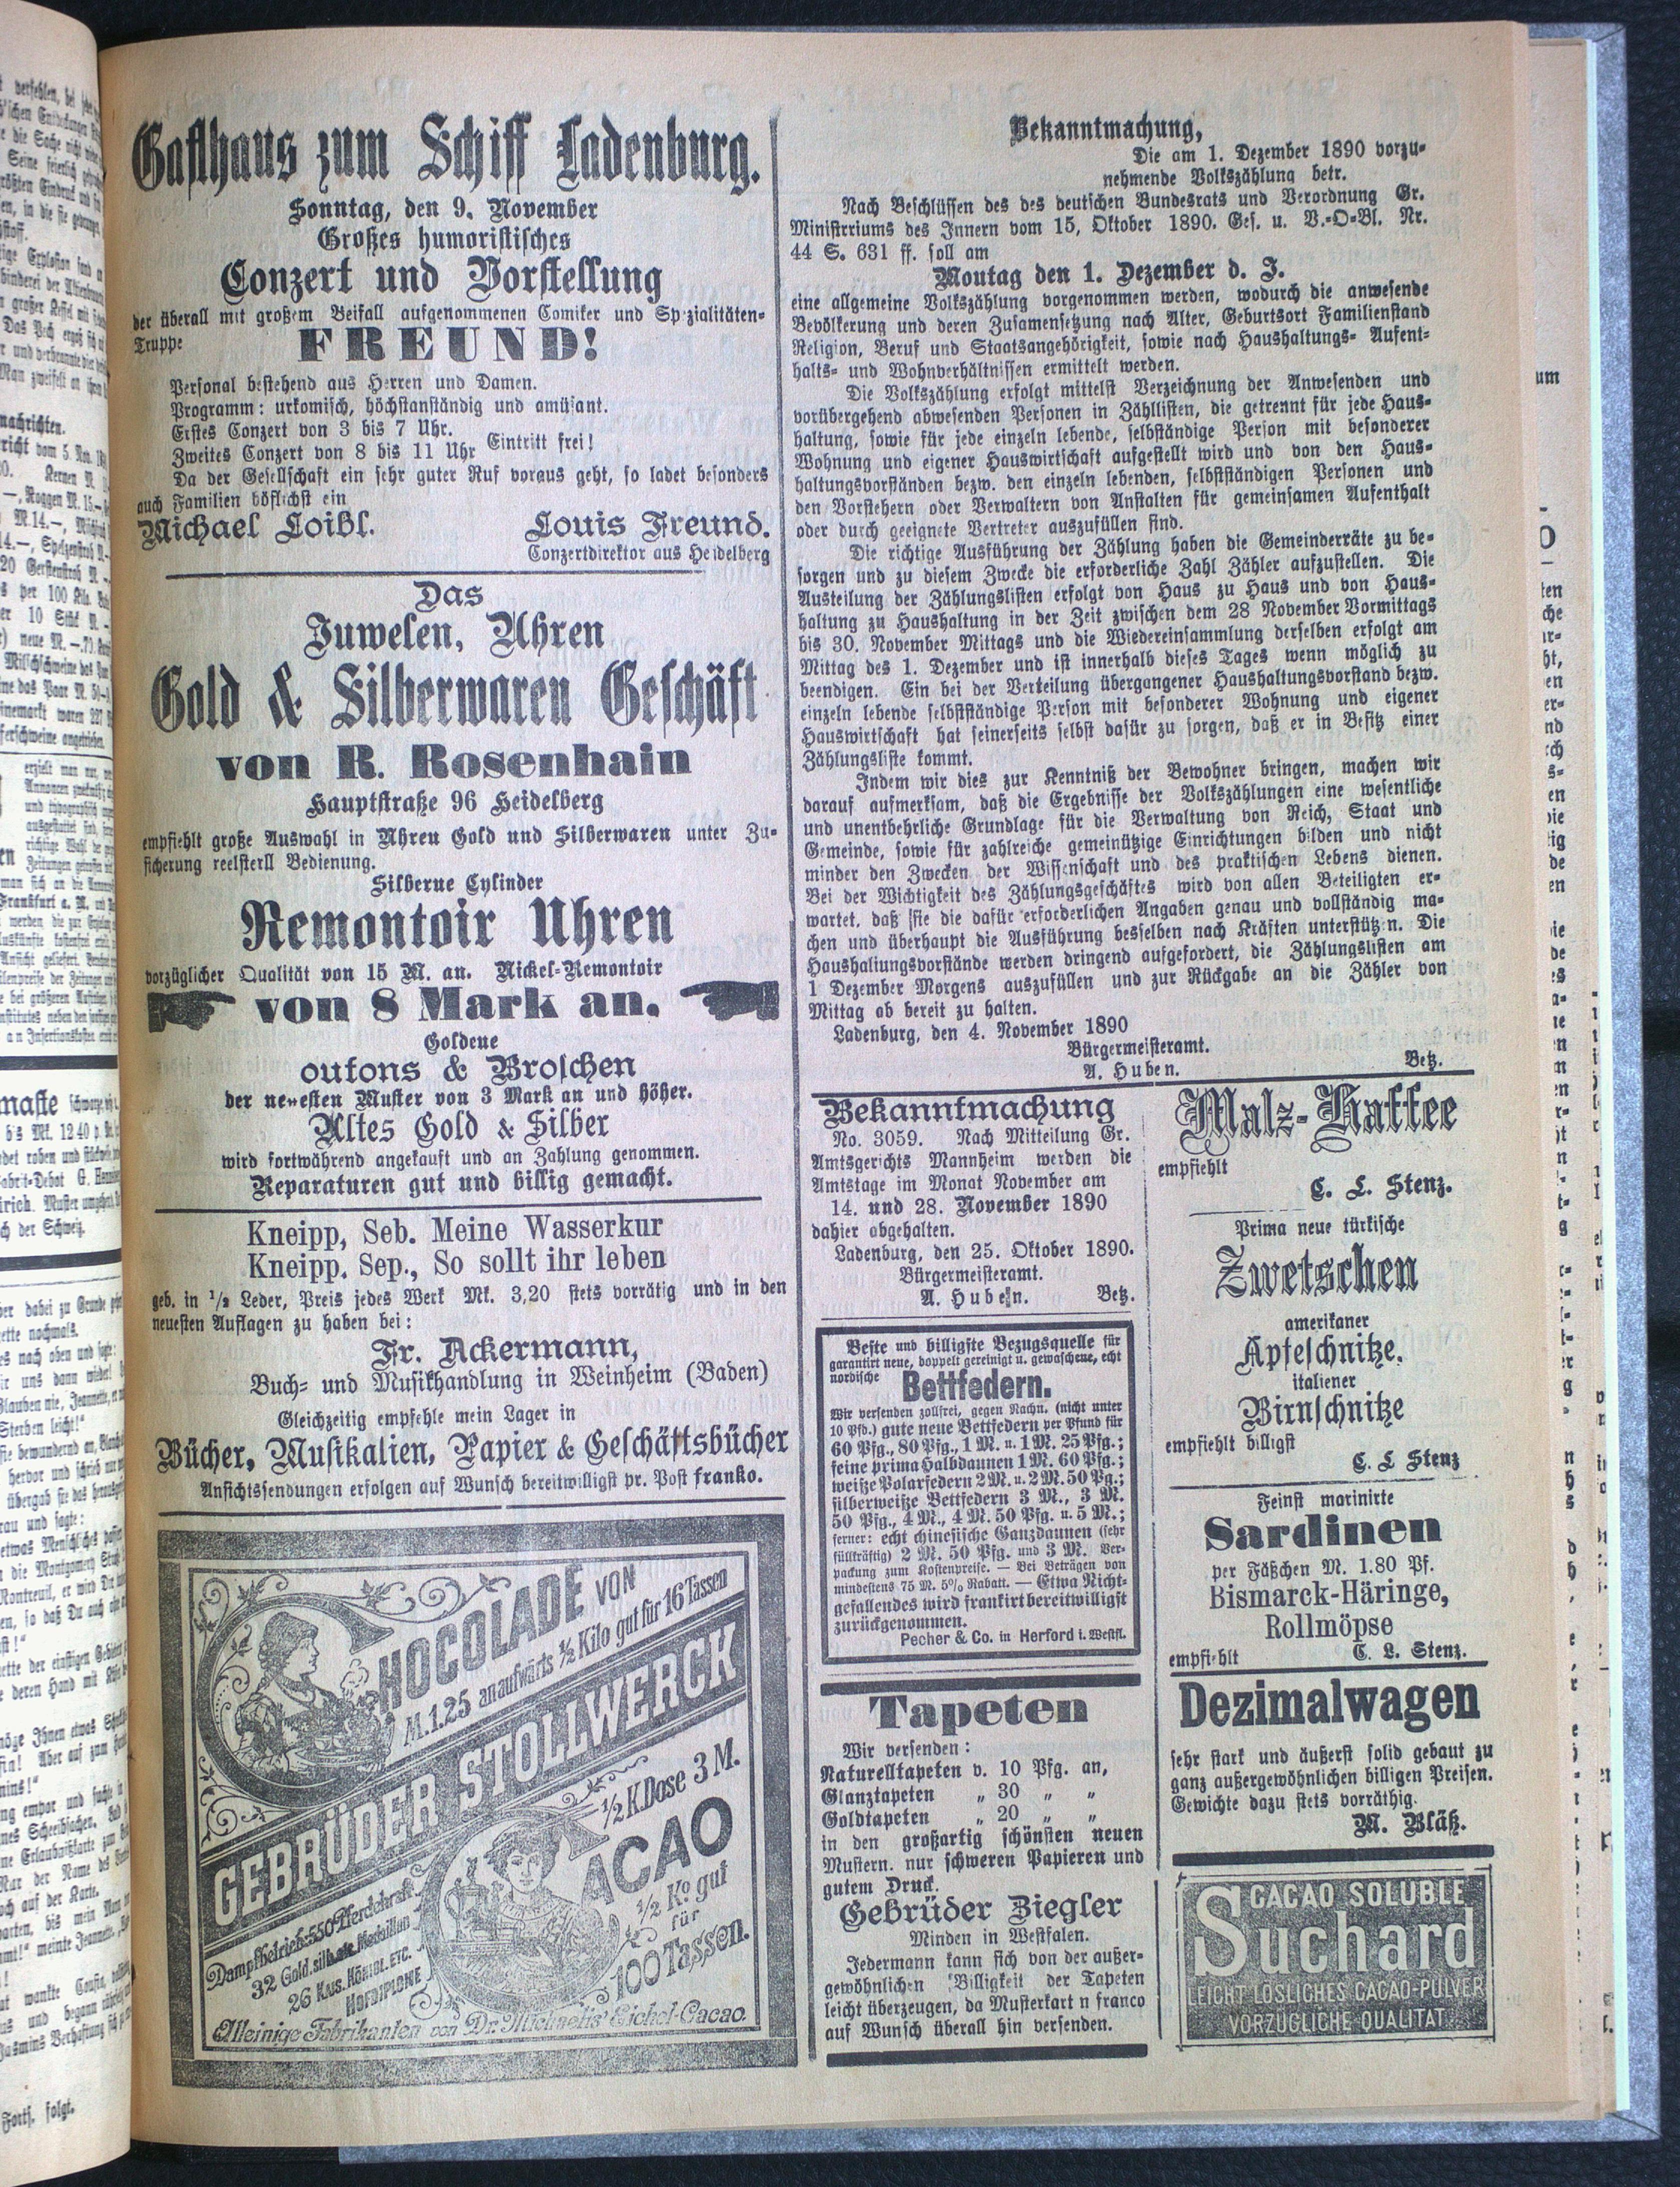 Gasthaus zum Schiff Ladenburg.
Sonntag, den 9. November
Großes humoristisches
Conzert und Vorstellung
der überall mit großem Beifall aufgenommenen Comiker und Spezialitäten-
Truppe
FREUND!
Personal bestehend aus Herren und Damen.
Programm: urkomisch, höchstanständig und amüsant.
Erstes Conzert von 3 bis 7 Uhr.
Zweites Conzert von 8 bis 11 Uhr Eintritt frei!
Da der Gesellschaft ein sehr guter Ruf voraus geht, so ladet besonders
auch Familien höflichst ein
Michael Loibl. Louis Freund.
Conzertdirektor aus Heidelberg
Das
Juwelen, Uhren
Gold & Silberwaren Geschäft
von R. Rosenhain
Hauptstraße 96 Heidelberg
empfiehlt große Auswahl in Uhren Gold und Silberwaren unter Zu-
sicherung reelsterll Bedienung.
Silberne Cylinder
Remontoir Uhren
vorzüglicher Qualität von 15 M. an. Nickel-Remontoir
von 8 Mark an.
Goldene
outons & Broschen
der neuesten Muster von 3 Mark an und höher.
Altes Gold & Silber
wird fortwährend angekauft und an Zahlung genommen.
Reparaturen gut und billig gemacht.
Kneipp, Seb. Meine Wasserkur
Kneipp. Sep., So sollt ihr leben
geb. in 1/2 Leder, Preis jedes Werk Mk. 3,20 stets vorrätig und in den
neuesten Auflagen zu haben bei:
Fr. Ackermann,
Buch- und Musikhandlung in Weinheim (Baden)
Gleichzeitig empfehle mein Lager in
Bücher, Musikalien, Papier & Geschäftsbücher
Ansichtssendungen erfolgen auf Wunsch bereitwilligst pr. Post franko.
CHOCOLADE VON
M. 1.25 an aufwärts 1/2 Kilo gut für 16 Tassen
GEBRÜDER STOLLWERCK
1/2 K. Dose 3 M.
CACAO
1/2 Ko. gut
für
100 Tassen.
Dampfbetrieb: 550 Pferdekraft
32 Gold. silb. etc. Medaillen
26 KAIS. KÖNIGL. ETC.
HOFDIPLOME
Alleinige Fabrikanten von Dr. Michaelis' Eichel-Cacao.
Bekanntmachung,
Die am 1. Dezember 1890 vorzu-
nehmende Volkszählung betr.
Nach Beschlüssen des des deutschen Bundesrats und Verordnung Gr.
Ministrriums des Innern vom 15, Oktober 1890. Ges. u. V.-O-Bl. Nr.
44 S. 631 ff. soll am
Montag den 1. Dezember d. J.
eine allgemeine Volkszählung vorgenommen werden, wodurch die anwesende
Bevölkerung und deren Zusamensetzung nach Alter, Geburtsort Familienstand
Religion, Beruf und Staatsangehörigkeit, sowie nach Haushaltungs- Aufent-
halts- und Wohnverhältnissen ermittelt werden.
Die Volkszählung erfolgt mittelst Verzeichnung der Anwesenden und
vorübergehend abwesenden Personen in Zähllisten, die getrennt für jede Haus-
haltung, sowie für jede einzeln lebende, selbständige Person mit besonderer
Wohnung und eigener Hauswirtschaft aufgestellt wird und von den Haus-
haltungsvorständen bezw. den einzeln lebenden, selbstständigen Personen und
den Vorstehern oder Verwaltern von Anstalten für gemeinsamen Aufenthalt
oder durch geeignete Vertreter auszufüllen sind.
Die richtige Ausführung der Zählung haben die Gemeinderräte zu be-
sorgen und zu diesem Zwecke die erforderliche Zahl Zähler aufzustellen. Die
Austeilung der Zählungslisten erfolgt von Haus zu Haus und von Haus-
haltung zu Haushaltung in der Zeit zwischen dem 28 November Vormittags
bis 30. November Mittags und die Wiedereinsammlung derselben erfolgt am
Mittag des 1. Dezember und ist innerhalb dieses Tages wenn möglich zu
beendigen. Ein bei der Verteilung übergangener Haushaltungsvorstand bezw.
einzeln lebende selbstständige Person mit besonderer Wohnung und eigener
Hauswirtschaft hat seinerseits selbst dafür zu sorgen, daß er in Besitz einer
Zählungsliste kommt.
Indem wir dies zur Kenntniß der Bewohner bringen, machen wir
darauf aufmerksam, daß die Ergebnisse der Volkszählungen eine wesentliche
und unentbehrliche Grundlage für die Verwaltung von Reich, Staat und
Gemeinde, sowie für zahlreiche gemeinützige Einrichtungen bilden und nicht
minder den Zwecken der Wissenschaft und des praktischen Lebens dienen.
Bei der Wichtigkeit des Zählungsgeschäftes wird von allen Beteiligten er-
wartet, daß sie die dafür erforderlichen Angaben genau und vollständig ma-
chen und überhaupt die Ausführung besselben nach Kräften unterstützen. Die
Haushaltungsvorstände werden dringend aufgefordert, die Zählungslisten am
1 Dezember Morgens auszufüllen und zur Rückgabe an die Zähler von
Mittag ab bereit zu halten.
Ladenburg, den 4. November 1890
Bürgermeisteramt.
A. Huben. Betz.
Bekanntmachung
No. 3059. Nach Mitteilung Gr.
Amtsgerichts Mannheim werden die
Amtstage im Monat November am
14. und 28. November 1890
dahier abgehalten.
Ladenburg, den 25. Oktober 1890.
Bürgermeisteramt.
A. Huben. Betz.
Beste und billigste Bezugsquelle für
garantirt neue, doppelt gereinigt u. gewaschene, echt
nordische
Bettfedern.
Wir versenden zollfrei, gegen Nachn. (nicht unter
10 Pfd.) gute neue Bettfedern per Pfund für
60 Pfg., 80 Pfg., 1 M. u. 1 M. 25 Pfg.;
feine prima Halbdaunen 1 M. 60 Pfg.;
weiße Polarfedern 2 M. u. 2 M. 50 Pg.;
silberweiße Bettfedern 3 M., 3 M.
50 Pfg., 4 M., 4 M. 50 Pfg. u. 5 M.;
ferner: echt chinesische Ganzdaunen (sehr
füllkräftig) 2 M. 50 Pfg. und 3 M. Ver-
packung zum Kostenpreise. — Bei Beträgen von
mindestens 75 M. 5% Rabatt. — Etwa Nicht-
gefallendes wird frankirt bereitwilligst
zurückgenommen.
Pecher & Co. in Herford i. Westfl.
Tapeten
Wir versenden:
Naturelltapeten v. 10 Pfg. an,
Glanztapeten „ 30 „ „
Goldtapeten „ 20 „ „
in den großartig schönsten neuen
Mustern. nur schweren Papieren und
gutem Druck.
Gebrüder Ziegler
Minden in Westfalen.
Jedermann kann sich von der außer-
gewöhnlichen Billigkeit der Tapeten
leicht überzeugen, da Musterkart n franco
auf Wunsch überall hin versenden.
Malz-Kaffee
empfiehlt
C. L. Stenz.
Prima neue türkische
Zwetschen
amerikaner
Apfelschnitze.
italiener
Birnschnitze
empfiehlt billigst
C. L Stenz
Feinst marinirte
Sardinen
per Fäßchen M. 1.80 Pf.
Bismarck-Häringe,
Rollmöpse
empfiehlt C. L. Stenz.
Dezimalwagen
sehr stark und äußerst solid gebaut zu
ganz außergewöhnlichen billigen Preisen.
Gewichte dazu stets vorräthig.
M. Bläß.
CACAO SOLUBLE
Suchard
LEICHT LÖSLICHES CACAO-PULVER
VORZÜGLICHE QUALITÄT